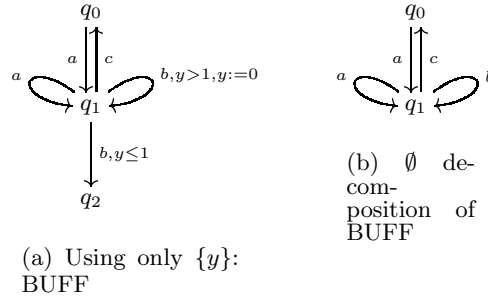 q0 q0
a c a c
a b,y>1,y:=0 a b
q1 q1
b,y≤1
q2
(a) Using only {y}:
BUFF
(b) ∅ de-
com-
position of
BUFF